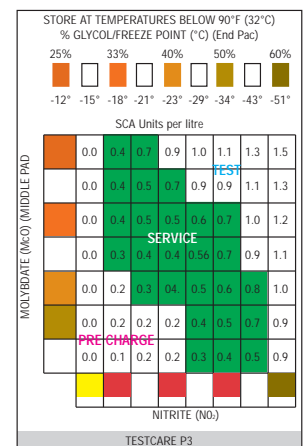 STORE AT TEMPERATURES BELOW 90°F (32°C)
% GLYCOL/FREEZE POINT (°C) (End Pac)
25% 33% 40% 50% 60%
-12° -15° -18° -21° -23° -29° -34° -43° -51°
SCA Units per litre
MOLYBDATE (McO) (MIDDLE PAD
0.0 0.4 0.7 0.9 1.0 1.1 1.3 1.5
TEST
0.0 0.4 0.5 0.7 0.9 0.9 1.1 1.3
0.0 0.4 0.5 0.5 0.6 0.7 1.0 1.2
SERVICE
0.0 0.3 0.4 0.4 0.56 0.7 0.9 1.1
0.0 0.2 0.3 04. 0.5 0.6 0.8 1.0
0.0 0.2 0.2 0.2 0.4 0.5 0.7 0.9
PRE CHARGE
0.0 0.1 0.2 0.2 0.3 0.4 0.5 0.9
NITRITE (NO₂)
TESTCARE P3